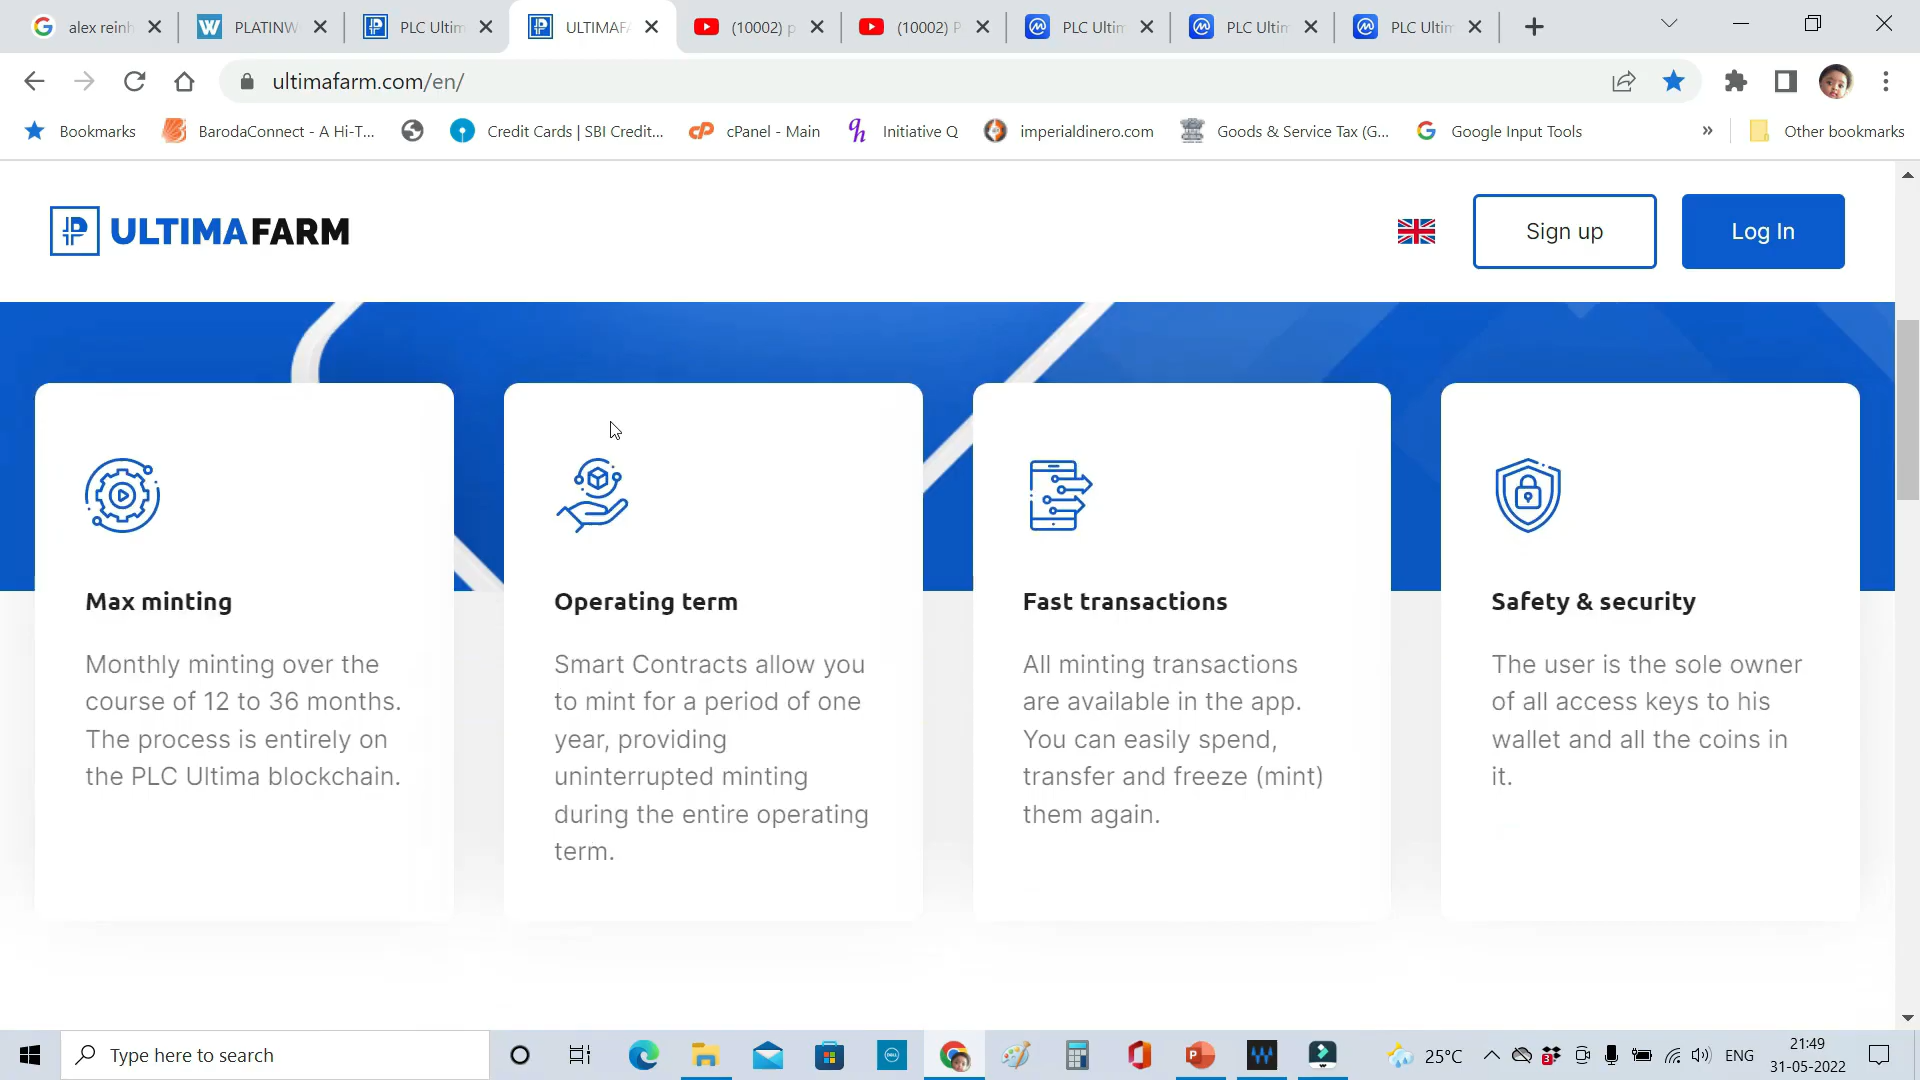 alex reinh
PLATINW
PLC Ultim
ULTIMAFA
(10002) p
(10002) P
PLC Ultim
PLC Ultim
PLC Ultim
ultimafarm.com/en/
Bookmarks
BarodaConnect - A Hi-T...
Credit Cards | SBI Credit...
cPanel - Main
Initiative Q
imperialdinero.com
Goods & Service Tax (G...
Google Input Tools
»
Other bookmarks
ULTIMAFARM
Sign up
Log In
Max minting
Monthly minting over the
course of 12 to 36 months.
The process is entirely on
the PLC Ultima blockchain.
Operating term
Smart Contracts allow you
to mint for a period of one
year, providing
uninterrupted minting
during the entire operating
term.
Fast transactions
All minting transactions
are available in the app.
You can easily spend,
transfer and freeze (mint)
them again.
Safety & security
The user is the sole owner
of all access keys to his
wallet and all the coins in
it.
Type here to search
25°C
ENG
21:49
31-05-2022